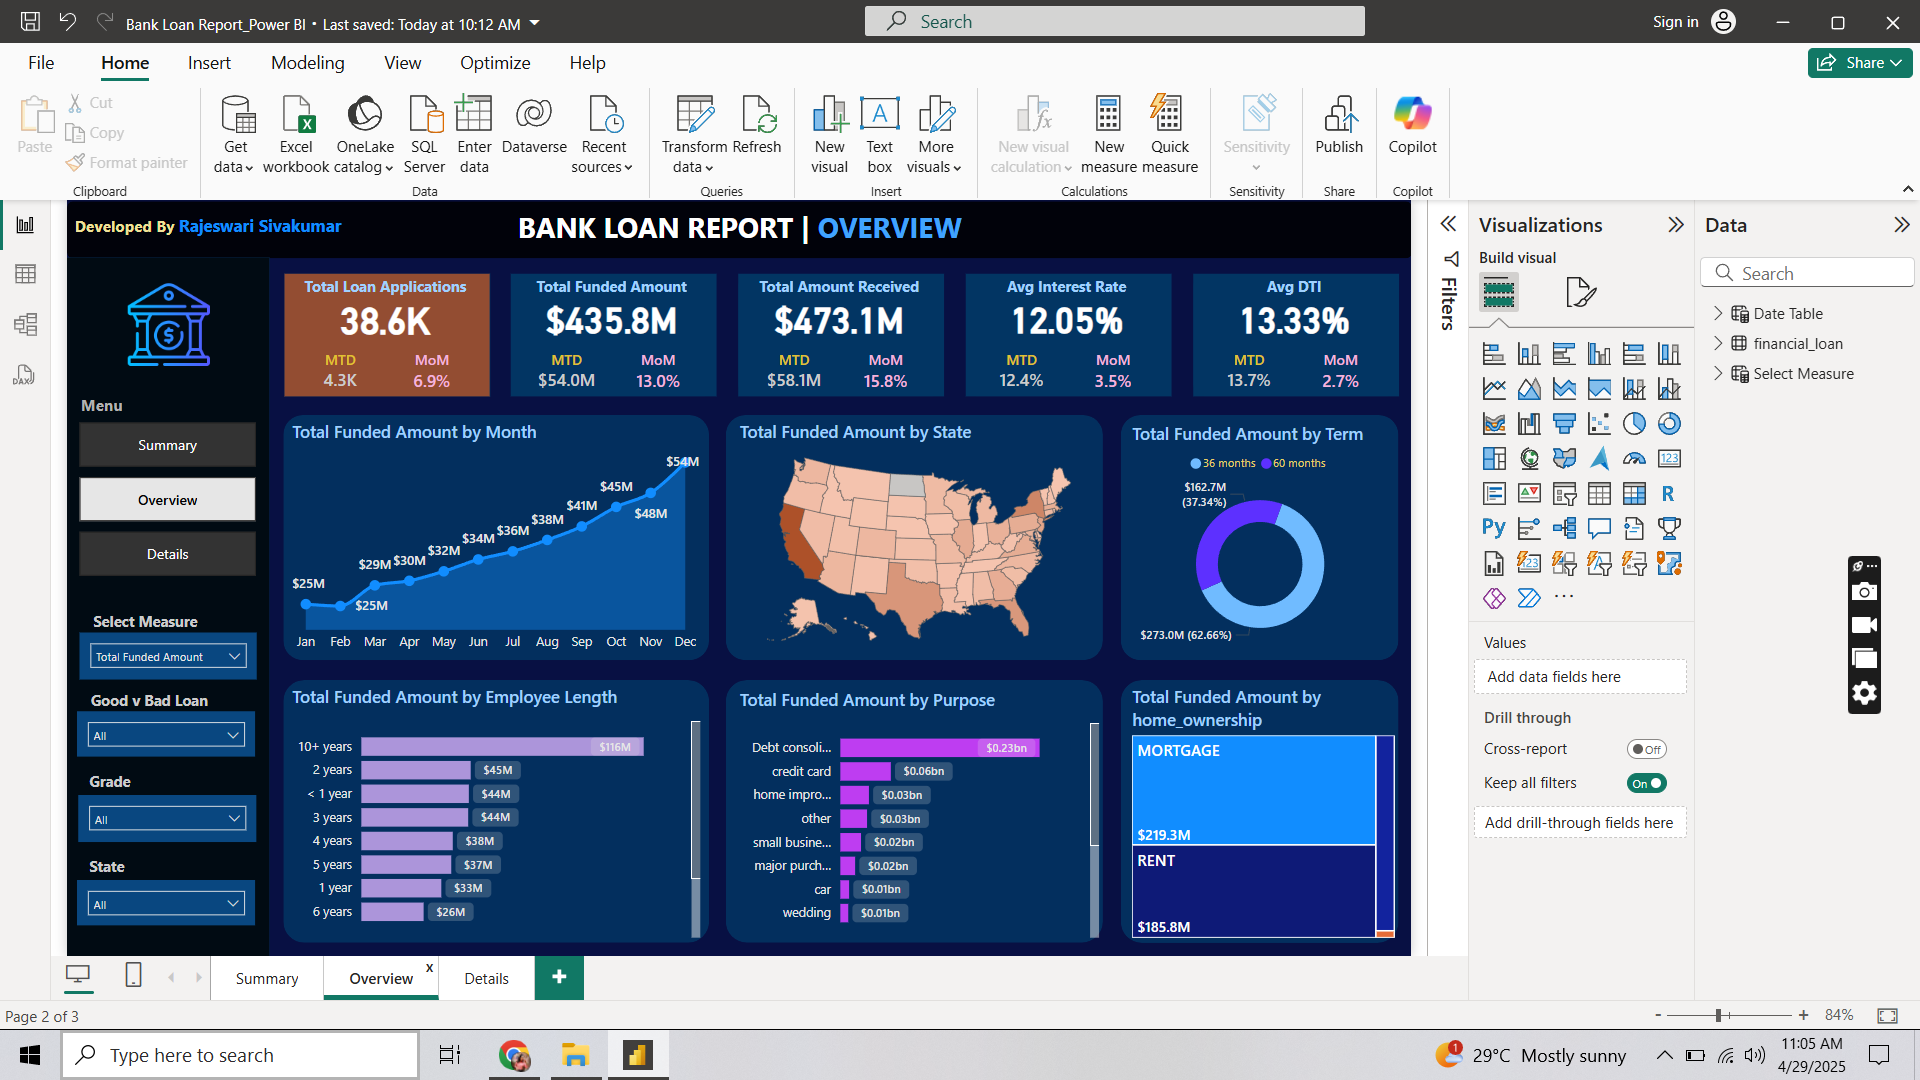 Bank Loan Report_Power BI • Last saved: Today at 10:12 AM
Search
Sign in
File
Home
Insert
Modeling
View
Optimize
Help
Share
Paste
Cut
Copy
Format painter
Clipboard
Get data
Excel workbook
OneLake catalog
SQL Server
Enter data
Dataverse
Recent sources
Data
Transform data
Refresh
Queries
New visual
Text box
More visuals
Insert
New visual calculation
New measure
Quick measure
Calculations
Sensitivity
Sensitivity
Publish
Share
Copilot
Copilot
Developed By Rajeswari Sivakumar
BANK LOAN REPORT | OVERVIEW
Total Loan Applications
38.6K
MTD MoM
4.3K 6.9%
Total Funded Amount
$435.8M
MTD MoM
$54.0M 13.0%
Total Amount Received
$473.1M
MTD MoM
$58.1M 15.8%
Avg Interest Rate
12.05%
MTD MoM
12.4% 3.5%
Avg DTI
13.33%
MTD MoM
13.7% 2.7%
Menu
Summary
Overview
Details
Select Measure
Total Funded Amount
Good v Bad Loan
All
Grade
All
State
All
Total Funded Amount by Month
$25M
$25M
$29M
$30M
$32M
$34M
$36M
$38M
$41M
$45M
$48M
$54M
Jan Feb Mar Apr May Jun Jul Aug Sep Oct Nov Dec
Total Funded Amount by State
Total Funded Amount by Term
36 months 60 months
$162.7M
(37.34%)
$273.0M (62.66%)
Total Funded Amount by Employee Length
10+ years $116M
2 years $45M
< 1 year $44M
3 years $44M
4 years $38M
5 years $37M
1 year $33M
6 years $26M
Total Funded Amount by Purpose
Debt consoli... $0.23bn
credit card $0.06bn
home impro... $0.03bn
other $0.03bn
small busine... $0.02bn
major purch... $0.02bn
car $0.01bn
wedding $0.01bn
Total Funded Amount by
home_ownership
MORTGAGE
$219.3M
RENT
$185.8M
Filters
Visualizations
Build visual
123
R
Py
123
Values
Add data fields here
Drill through
Cross-report
Off
Keep all filters
On
Add drill-through fields here
Data
Search
Date Table
financial_loan
Select Measure
DAX
Summary
Overview
x
Details
+
Page 2 of 3
- + 84%
Type here to search
1
29°C Mostly sunny
11:05 AM
4/29/2025